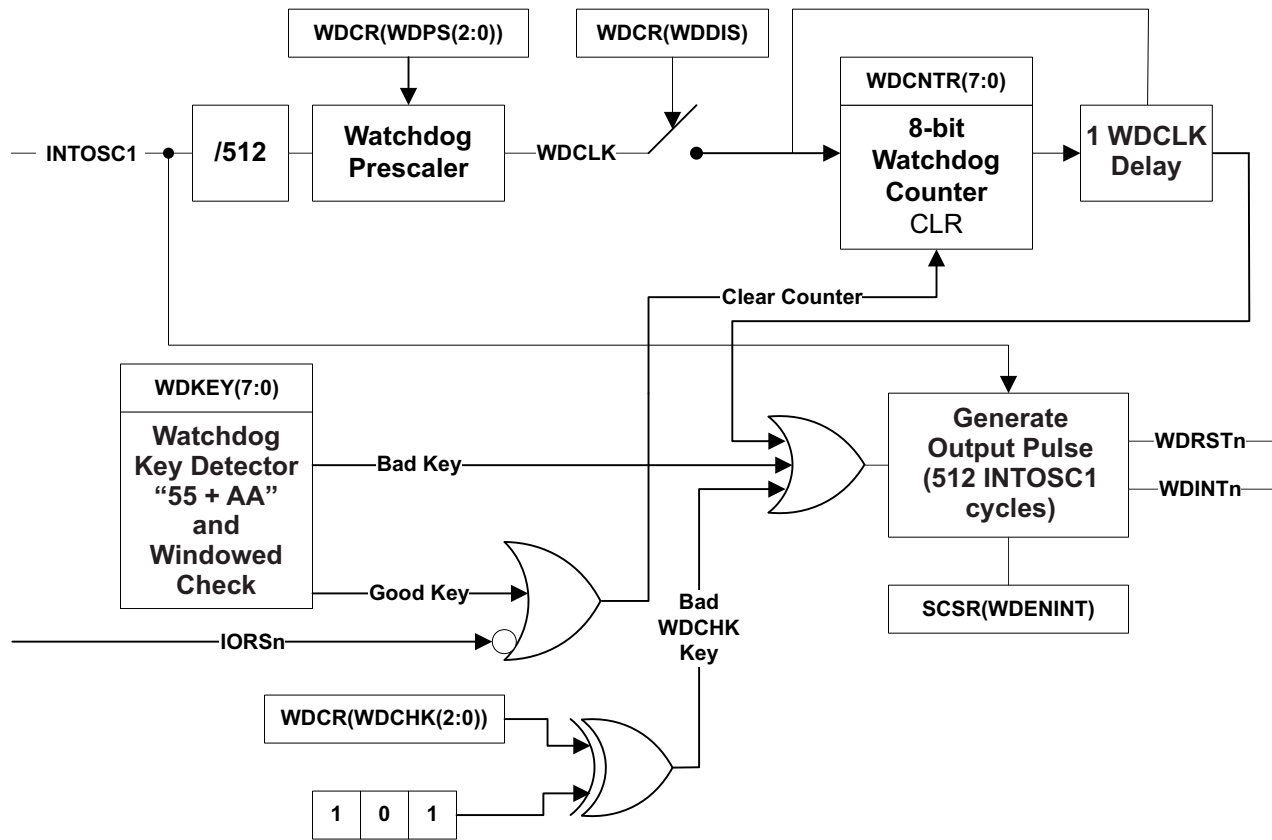 WDCR(WDPS(2:0))
WDCR(WDDIS)
WDCNTR(7:0)
INTOSC1
/512
Watchdog
Prescaler
WDCLK
8-bit
Watchdog
Counter
CLR
1 WDCLK
Delay
Clear Counter
WDKEY(7:0)
Watchdog
Key Detector
“55 + AA”
and
Windowed
Check
Bad Key
Good Key
Generate
Output Pulse
(512 INTOSC1
cycles)
WDRSTn
WDINTn
IORSn
Bad
WDCHK
Key
SCSR(WDENINT)
WDCR(WDCHK(2:0))
1 0 1